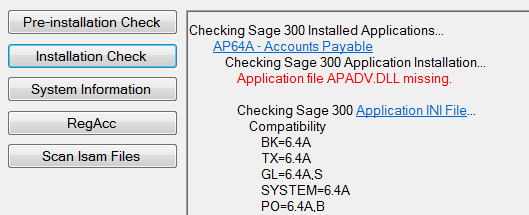 Pre-installation Check
Installation Check
System Information
RegAcc
Scan Isam Files
Checking Sage 300 Installed Applications...
AP64A - Accounts Payable
Checking Sage 300 Application Installation...
Application file APADV.DLL missing.
Checking Sage 300 Application INI File...
Compatibility
BK=6.4A
TX=6.4A
GL=6.4A,S
SYSTEM=6.4A
PO=6.4A,B